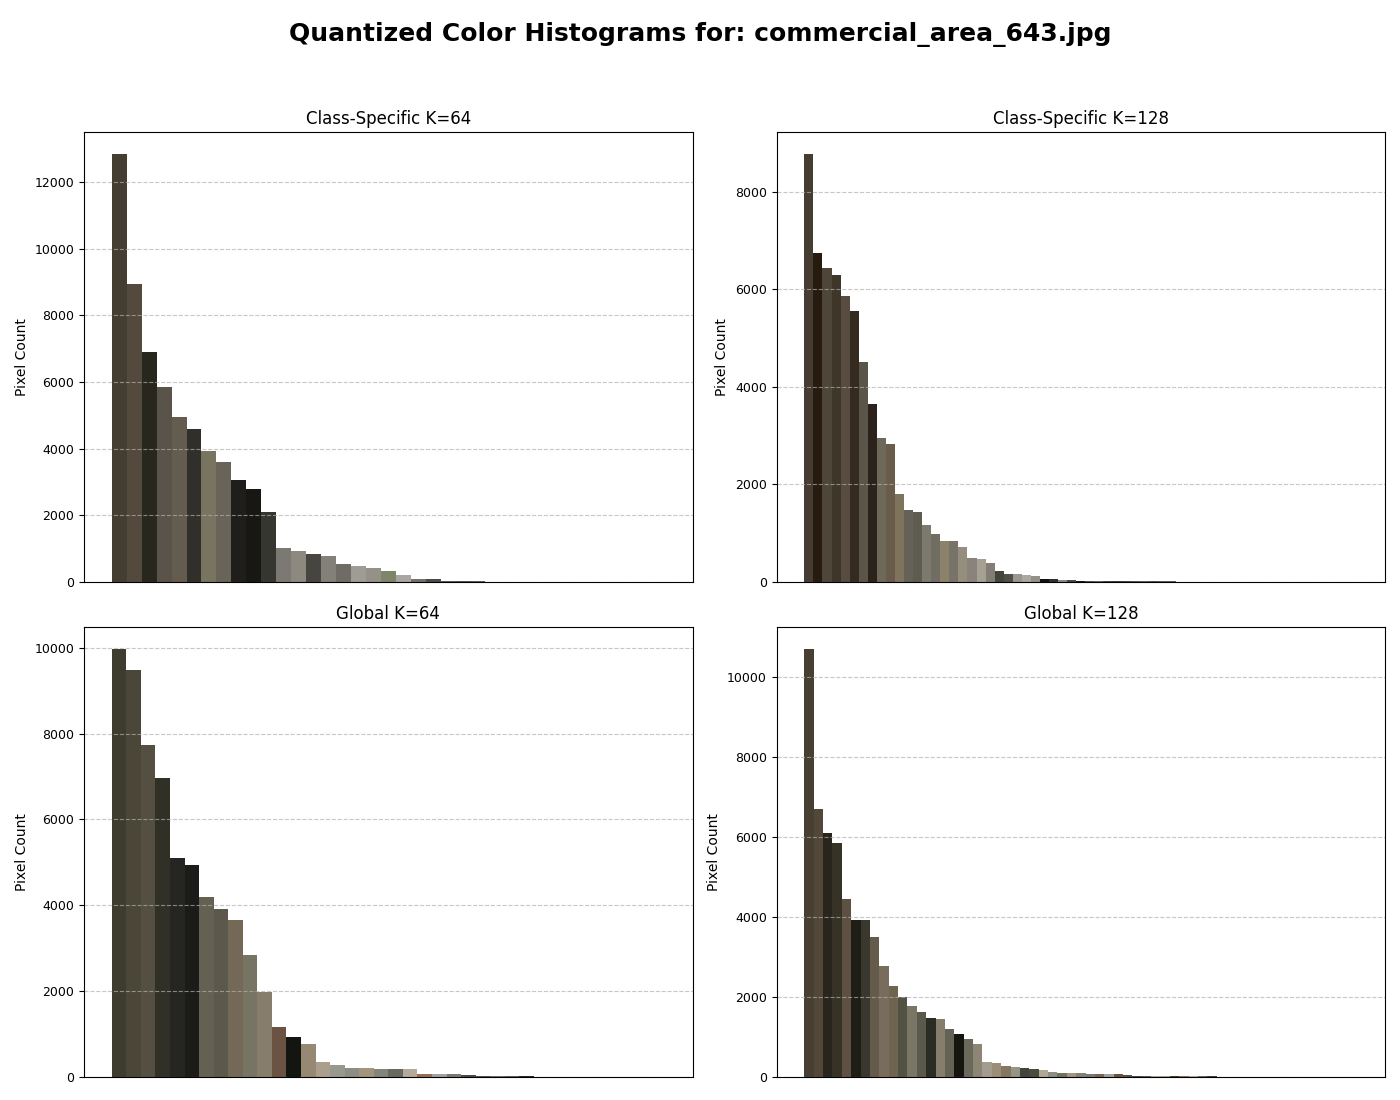 Quantized Color Histograms for: commercial_area_643.jpg
Class-Specific K=64
Pixel Count
12000
10000
8000
6000
4000
2000
0
Class-Specific K=128
Pixel Count
8000
6000
4000
2000
0
Global K=64
Pixel Count
10000
8000
6000
4000
2000
0
Global K=128
Pixel Count
10000
8000
6000
4000
2000
0